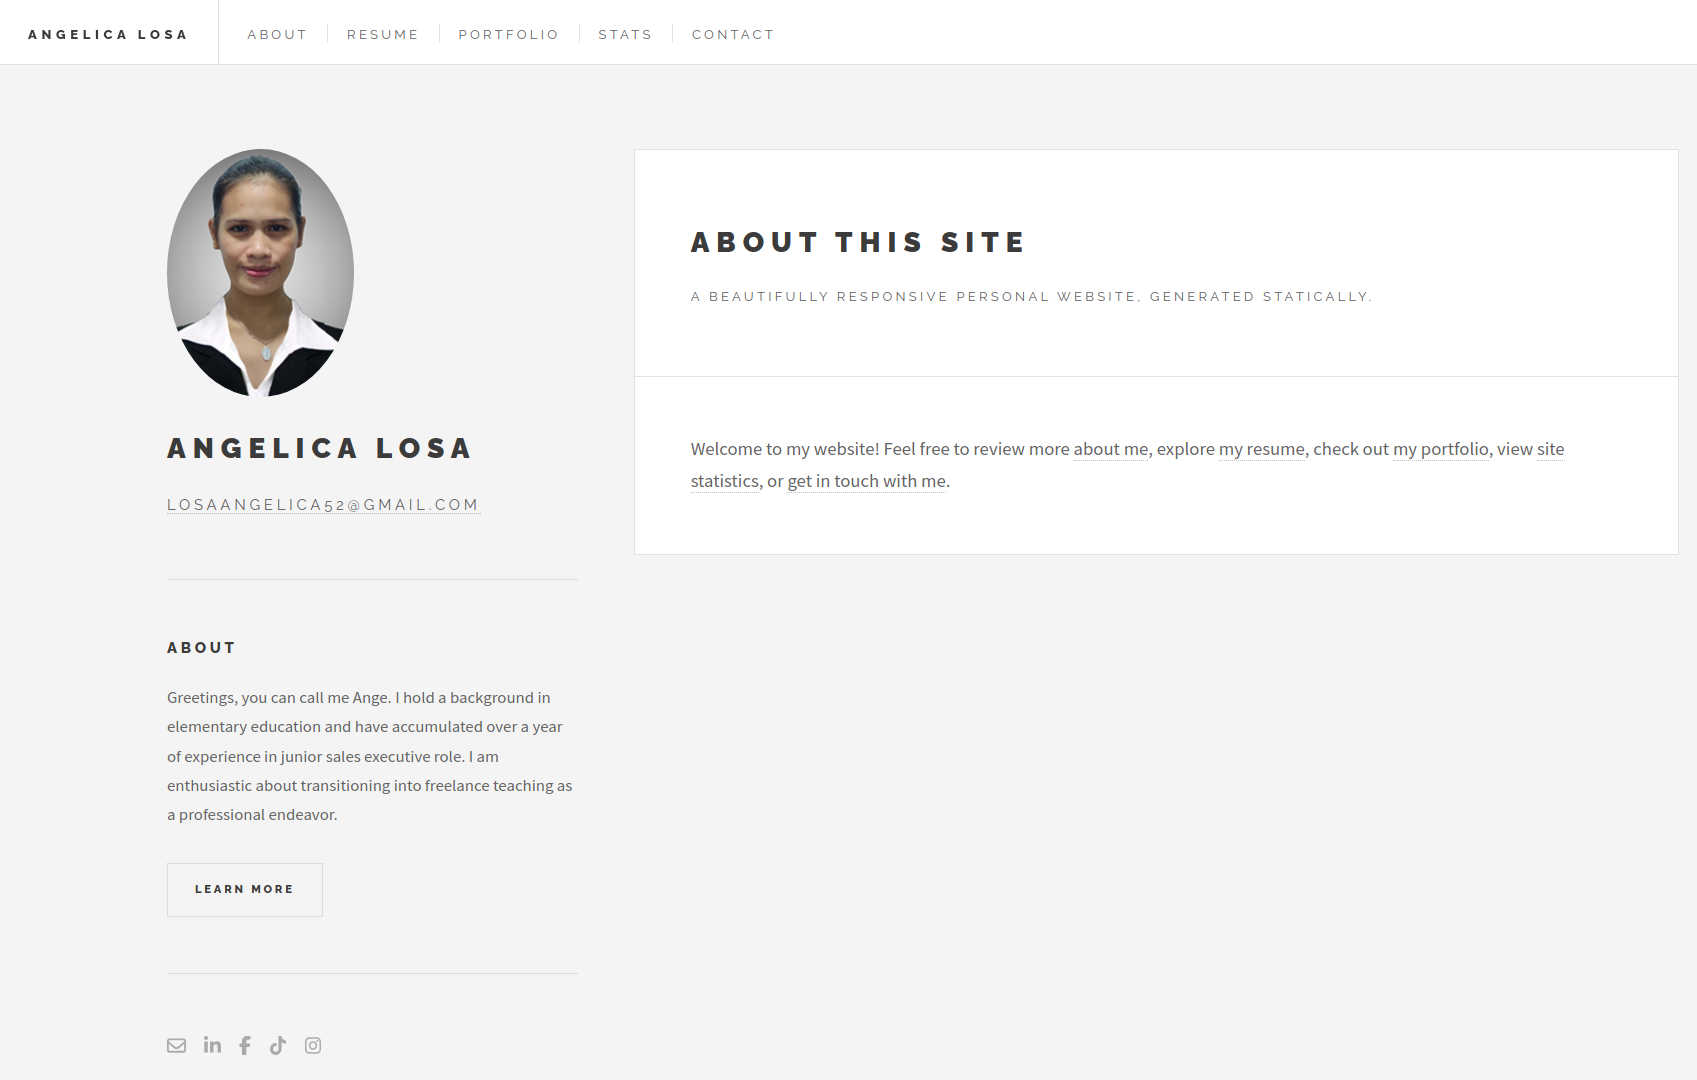 ANGELICA LOSA
ABOUT
RESUME
PORTFOLIO
STATS
CONTACT
ANGELICA LOSA
LOSAANGELICA52@GMAIL.COM
ABOUT
Greetings, you can call me Ange. I hold a background in
elementary education and have accumulated over a year
of experience in junior sales executive role. I am
enthusiastic about transitioning into freelance teaching as
a professional endeavor.
LEARN MORE
ABOUT THIS SITE
A BEAUTIFULLY RESPONSIVE PERSONAL WEBSITE, GENERATED STATICALLY.
Welcome to my website! Feel free to review more about me, explore my resume, check out my portfolio, view site
statistics, or get in touch with me.